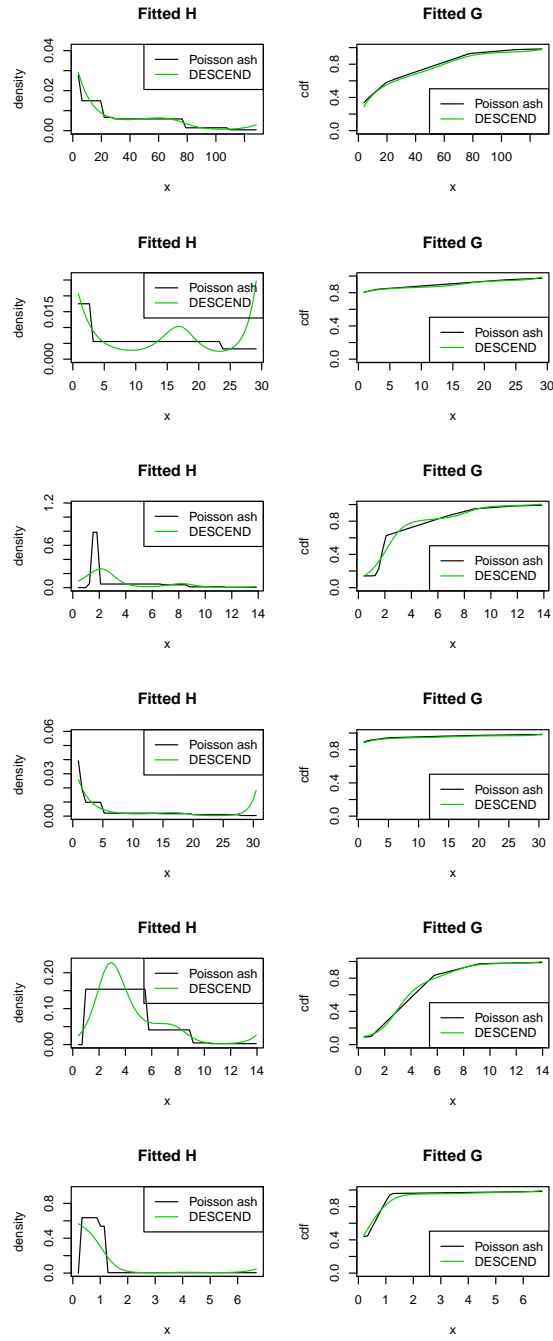 Fitted H
density
0.00 0.02 0.04
Poisson ash
DESCEND
0 20 40 60 80 100
x
Fitted G
cdf
0.0 0.4 0.8
Poisson ash
DESCEND
0 20 40 60 80 100
x
Fitted H
density
0.000 0.015
Poisson ash
DESCEND
0 5 10 15 20 25 30
x
Fitted G
cdf
0.0 0.4 0.8
Poisson ash
DESCEND
0 5 10 15 20 25 30
x
Fitted H
density
0.0 0.6 1.2
Poisson ash
DESCEND
0 2 4 6 8 10 12 14
x
Fitted G
cdf
0.0 0.4 0.8
Poisson ash
DESCEND
0 2 4 6 8 10 12 14
x
Fitted H
density
0.00 0.03 0.06
Poisson ash
DESCEND
0 5 10 15 20 25 30
x
Fitted G
cdf
0.0 0.4 0.8
Poisson ash
DESCEND
0 5 10 15 20 25 30
x
Fitted H
density
0.00 0.10 0.20
Poisson ash
DESCEND
0 2 4 6 8 10 12 14
x
Fitted G
cdf
0.0 0.4 0.8
Poisson ash
DESCEND
0 2 4 6 8 10 12 14
x
Fitted H
density
0.0 0.4 0.8
Poisson ash
DESCEND
0 1 2 3 4 5 6
x
Fitted G
cdf
0.0 0.4 0.8
Poisson ash
DESCEND
0 1 2 3 4 5 6
x